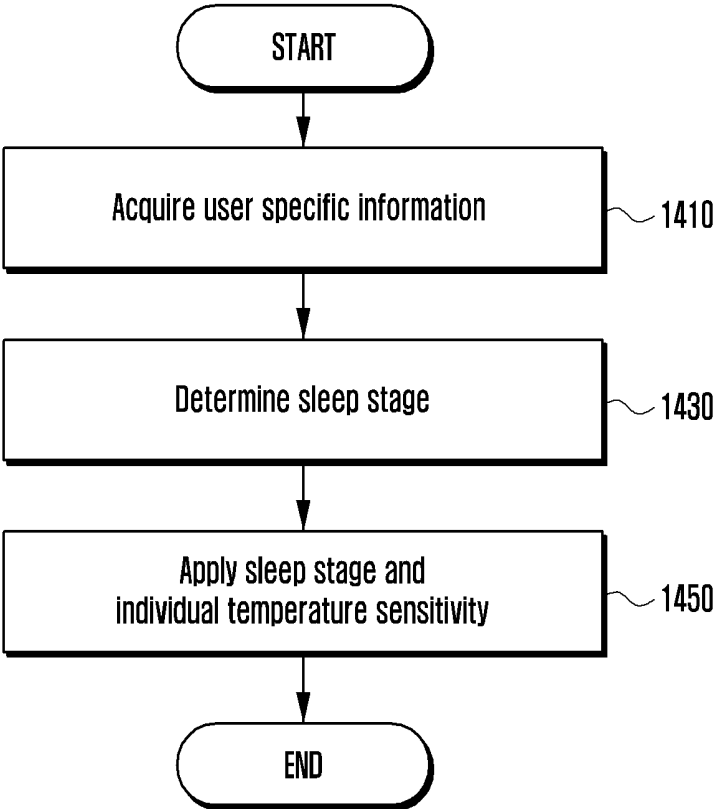 START
Acquire user specific information
1410
Determine sleep stage
1430
Apply sleep stage and
individual temperature sensitivity
1450
END